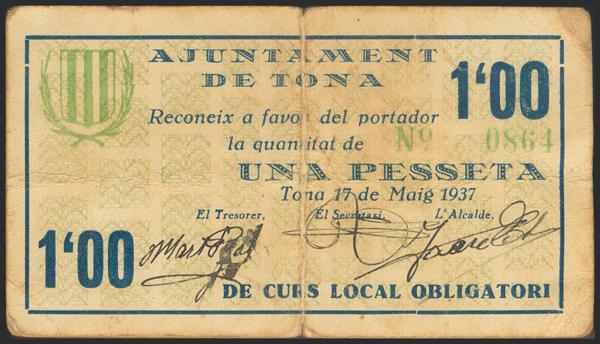 AJUNTAMENT
DE TONA
1'00
Reconeix a favor del portador
la quantitat de
Nº 0864
UNA PESSETA
Tona 17 de Maig 1937
El Tresorer, El Secretari, L'Alcalde,
1'00
DE CURS LOCAL OBLIGATORI